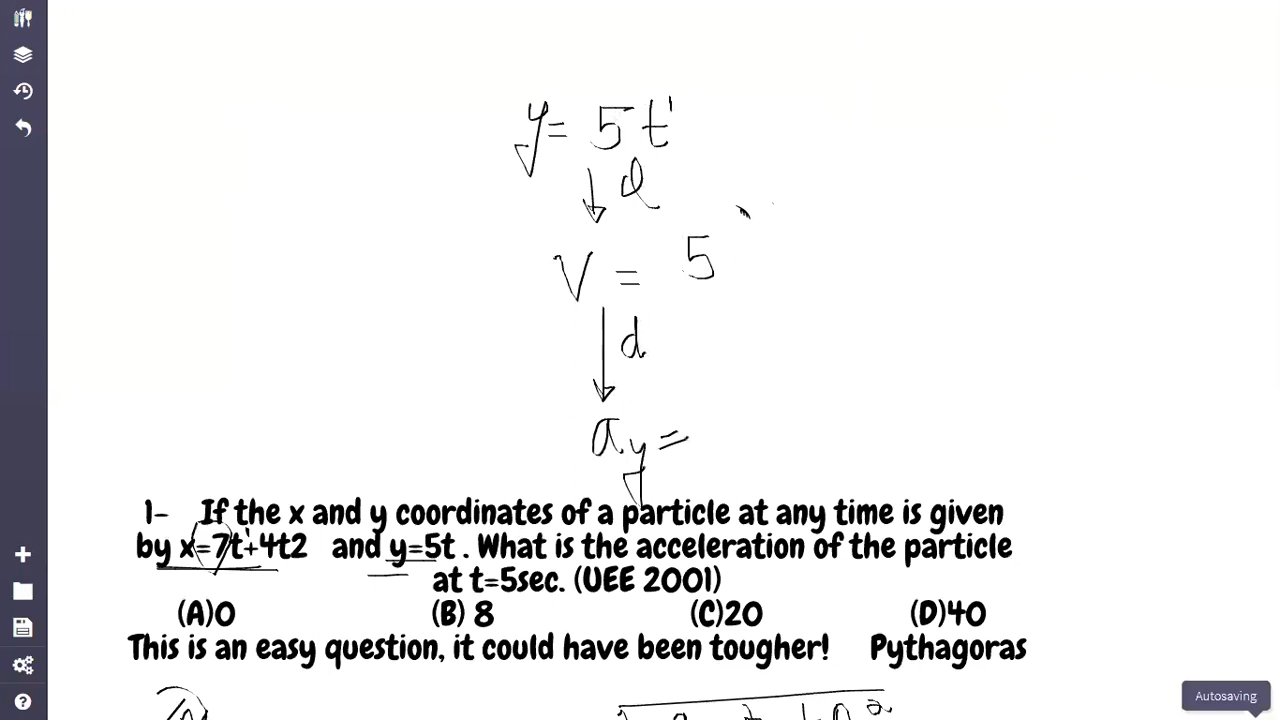 y = 5t'
d
V = 5
d
ay =
1- If the x and y coordinates of a particle at any time is given
by x=7t'+4t2 and y=5t . What is the acceleration of the particle
at t=5sec. (UEE 2001)
(A)0 (B) 8 (C)20 (D)40
This is an easy question, it could have been tougher! Pythagoras
Autosaving